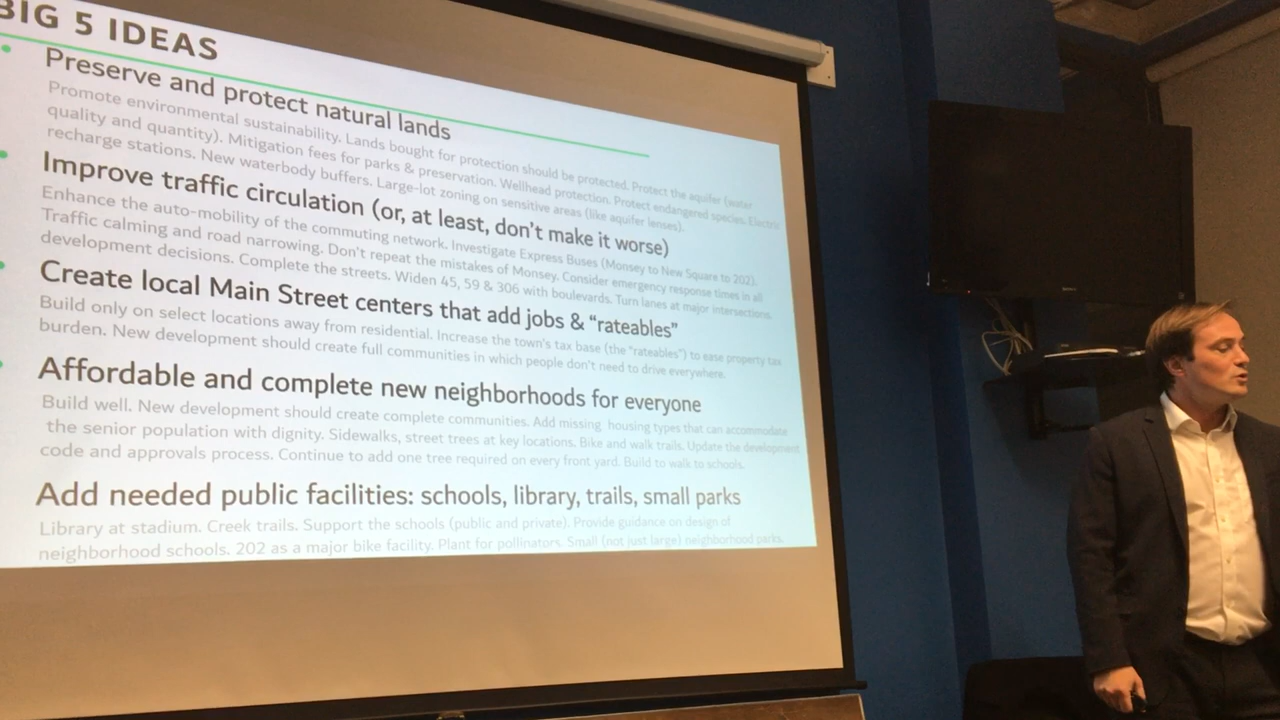 BIG 5 IDEAS
Preserve and protect natural lands
Promote environmental sustainability. Lands bought for protection should be protected. Protect the aquifer (water
quality and quantity). Mitigation fees for parks & preservation. Wellhead protection. Protect endangered species. Electric
recharge stations. New waterbody buffers. Large-lot zoning on sensitive areas (like aquifer lenses).
Improve traffic circulation (or, at least, don't make it worse)
Enhance the auto-mobility of the commuting network. Investigate Express Buses (Monsey to New Square to 202).
Traffic calming and road narrowing. Don't repeat the mistakes of Monsey. Consider emergency response times in all
development decisions. Complete the streets. Widen 45, 59 & 306 with boulevards. Turn lanes at major intersections.
Create local Main Street centers that add jobs & "rateables"
Build only on select locations away from residential. Increase the town's tax base (the "rateables") to ease property tax
burden. New development should create full communities in which people don't need to drive everywhere.
Affordable and complete new neighborhoods for everyone
Build well. New development should create complete communities. Add missing housing types that can accommodate
the senior population with dignity. Sidewalks, street trees at key locations. Bike and walk trails. Update the development
code and approvals process. Continue to add one tree required on every front yard. Build to walk to schools.
Add needed public facilities: schools, library, trails, small parks
Library at stadium. Creek trails. Support the schools (public and private). Provide guidance on design of
neighborhood schools. 202 as a major bike facility. Plant for pollinators. Small (not just large) neighborhood parks.